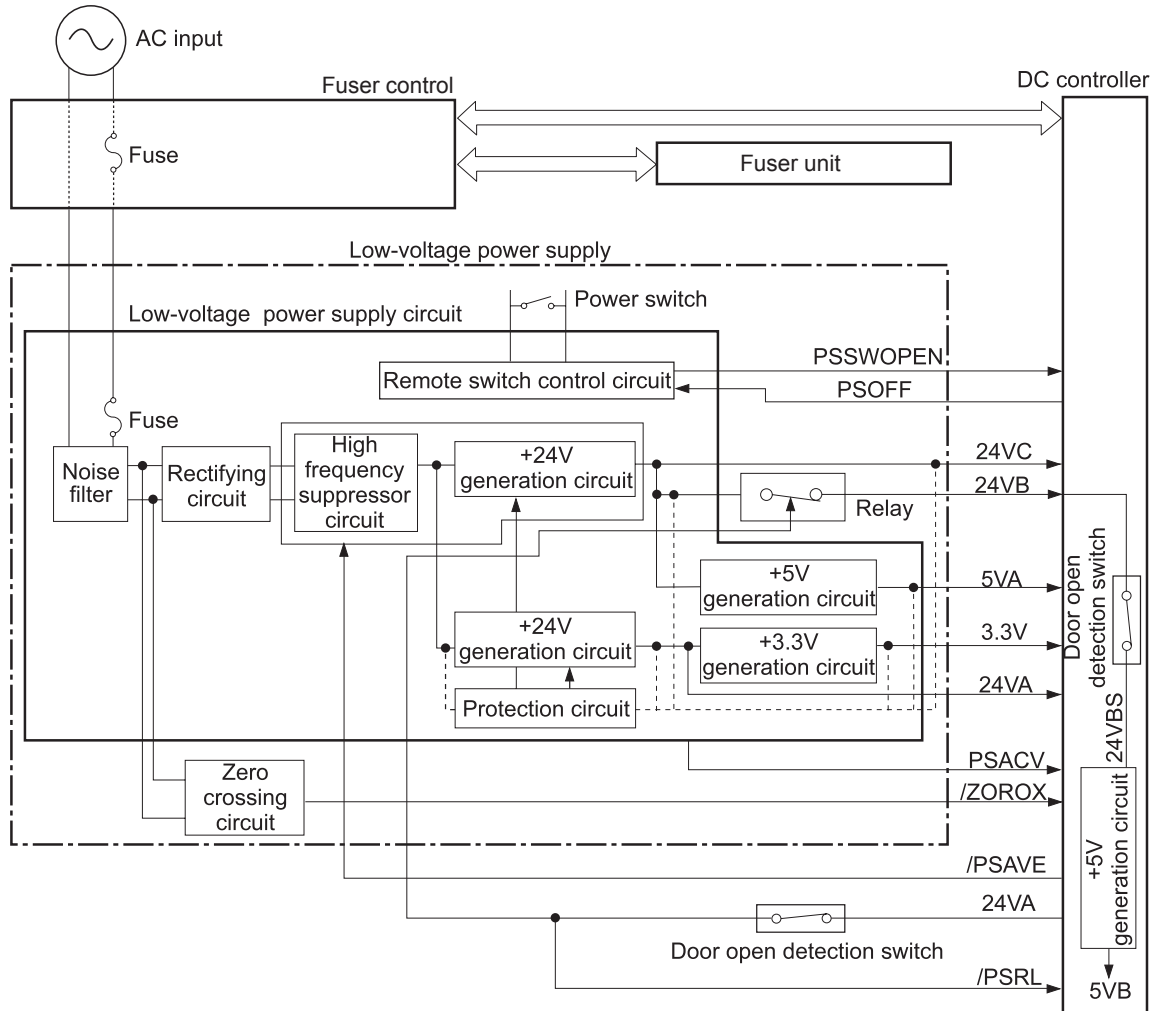 AC input
Fuser control
DC controller
Fuse
Fuser unit
Low-voltage power supply
Power switch
Low-voltage power supply circuit
Remote switch control circuit
PSSWOPEN
PSOFF
Fuse
Noise
filter
Rectifying
circuit
High
frequency
suppressor
circuit
+24V
generation circuit
24VC
24VB
Relay
+5V
generation circuit
5VA
Door open
detection switch
+24V
generation circuit
+3.3V
generation circuit
3.3V
24VA
Protection circuit
24VBS
PSACV
Zero
crossing
circuit
/ZOROX
+5V
generation circuit
/PSAVE
24VA
Door open detection switch
/PSRL
5VB